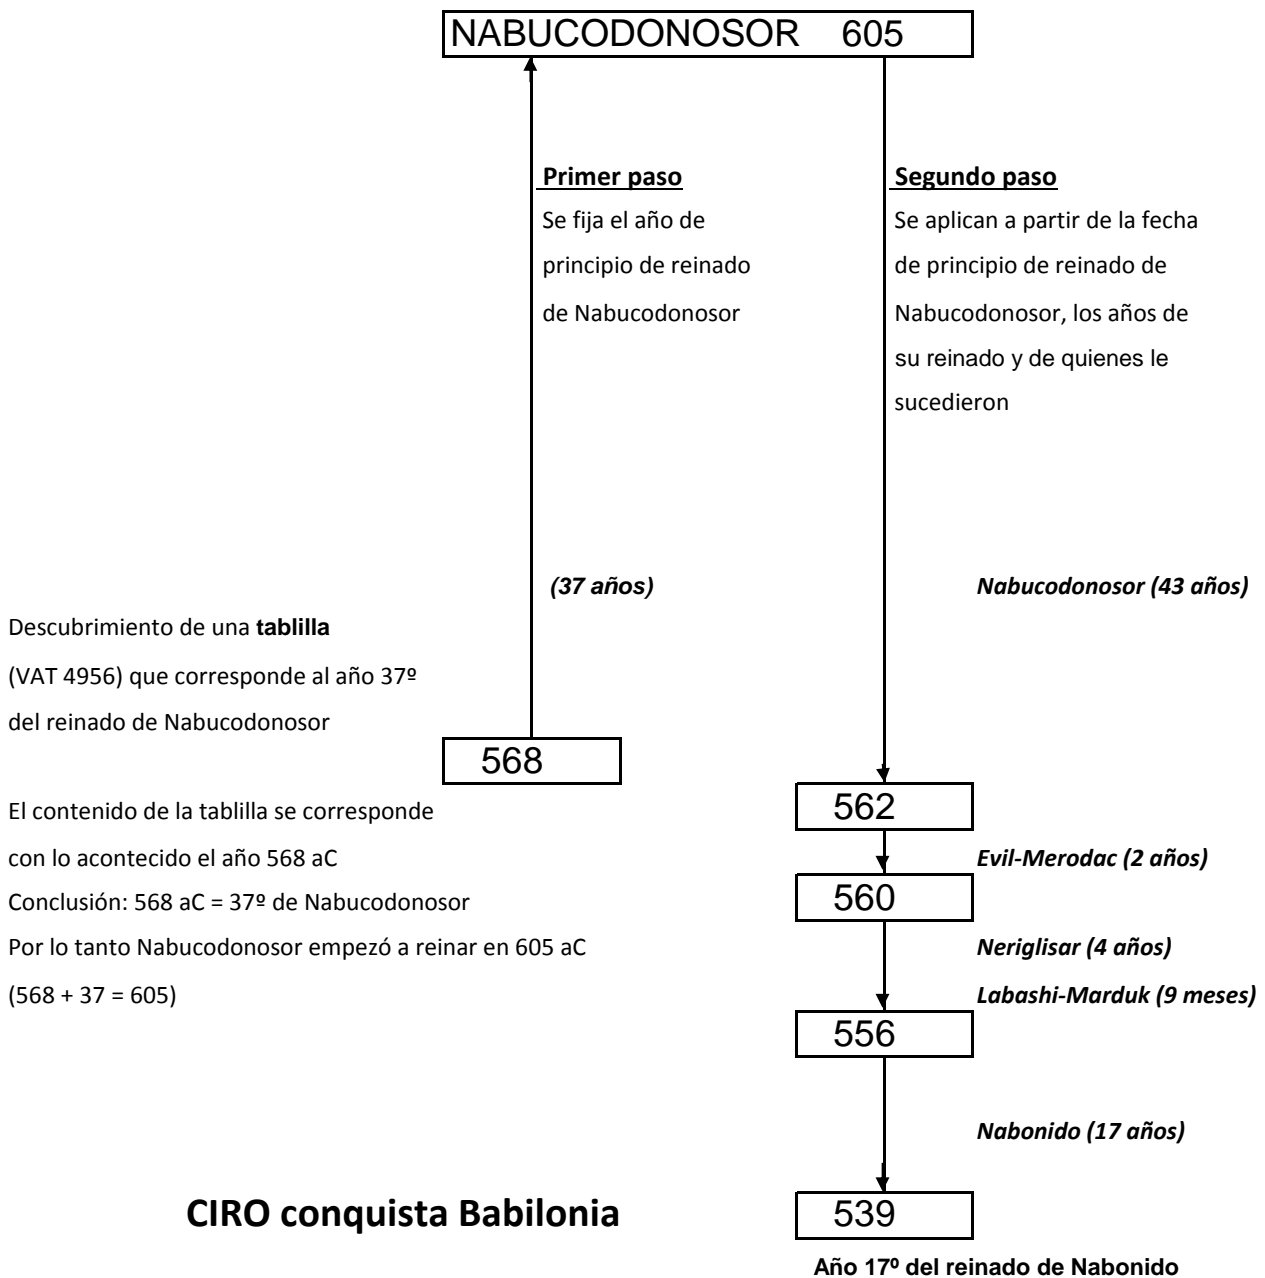 NABUCODONOSOR 605
Primer paso
Se fija el año de
principio de reinado
de Nabucodonosor
Segundo paso
Se aplican a partir de la fecha
de principio de reinado de
Nabucodonosor, los años de
su reinado y de quienes le
sucedieron
(37 años)
Nabucodonosor (43 años)
Descubrimiento de una tablilla
(VAT 4956) que corresponde al año 37º
del reinado de Nabucodonosor
568
El contenido de la tablilla se corresponde
con lo acontecido el año 568 aC
Conclusión: 568 aC = 37º de Nabucodonosor
Por lo tanto Nabucodonosor empezó a reinar en 605 aC
(568 + 37 = 605)
562
Evil-Merodac (2 años)
560
Neriglisar (4 años)
Labashi-Marduk (9 meses)
556
Nabonido (17 años)
CIRO conquista Babilonia
539
Año 17º del reinado de Nabonido